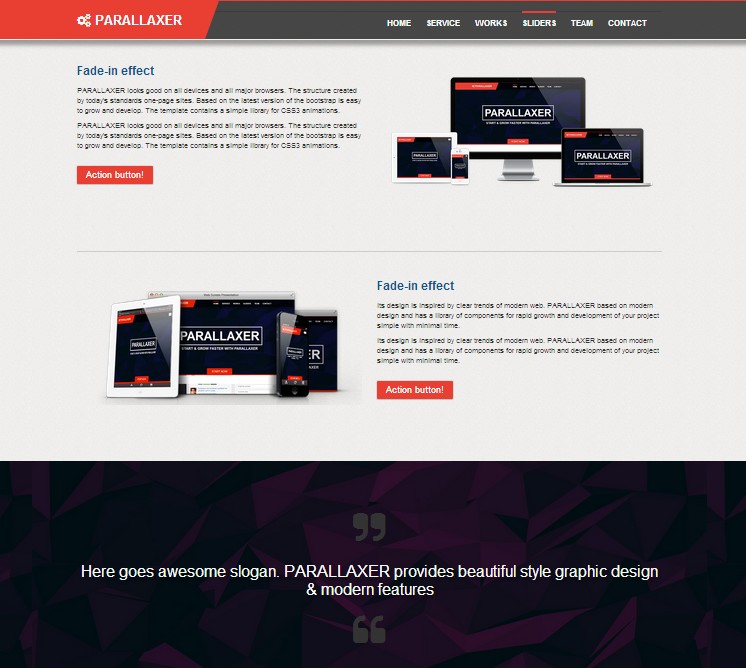 PARALLAXER
HOME SERVICE WORKS SLIDERS TEAM CONTACT
Fade-in effect
PARALLAXER looks good on all devices and all major browsers. The structure created
by today's standards one-page sites. Based on the latest version of the bootstrap is easy
to grow and develop. The template contains a simple library for CSS3 animations.
PARALLAXER looks good on all devices and all major browsers. The structure created
by today's standards one-page sites. Based on the latest version of the bootstrap is easy
to grow and develop. The template contains a simple library for CSS3 animations.
Action button!
PARALLAXER
START & GROW FASTER WITH PARALLAXER
PARALLAXER
PARALLAXER
Fade-in effect
Its design is inspired by clear trends of modern web. PARALLAXER based on modern
design and has a library of components for rapid growth and development of your project
simple with minimal time.
Its design is inspired by clear trends of modern web. PARALLAXER based on modern
design and has a library of components for rapid growth and development of your project
simple with minimal time.
Action button!
PARALLAXER
START & GROW FASTER WITH PARALLAXER
PARALLAXER
PARALLAXER
Here goes awesome slogan. PARALLAXER provides beautiful style graphic design
& modern features